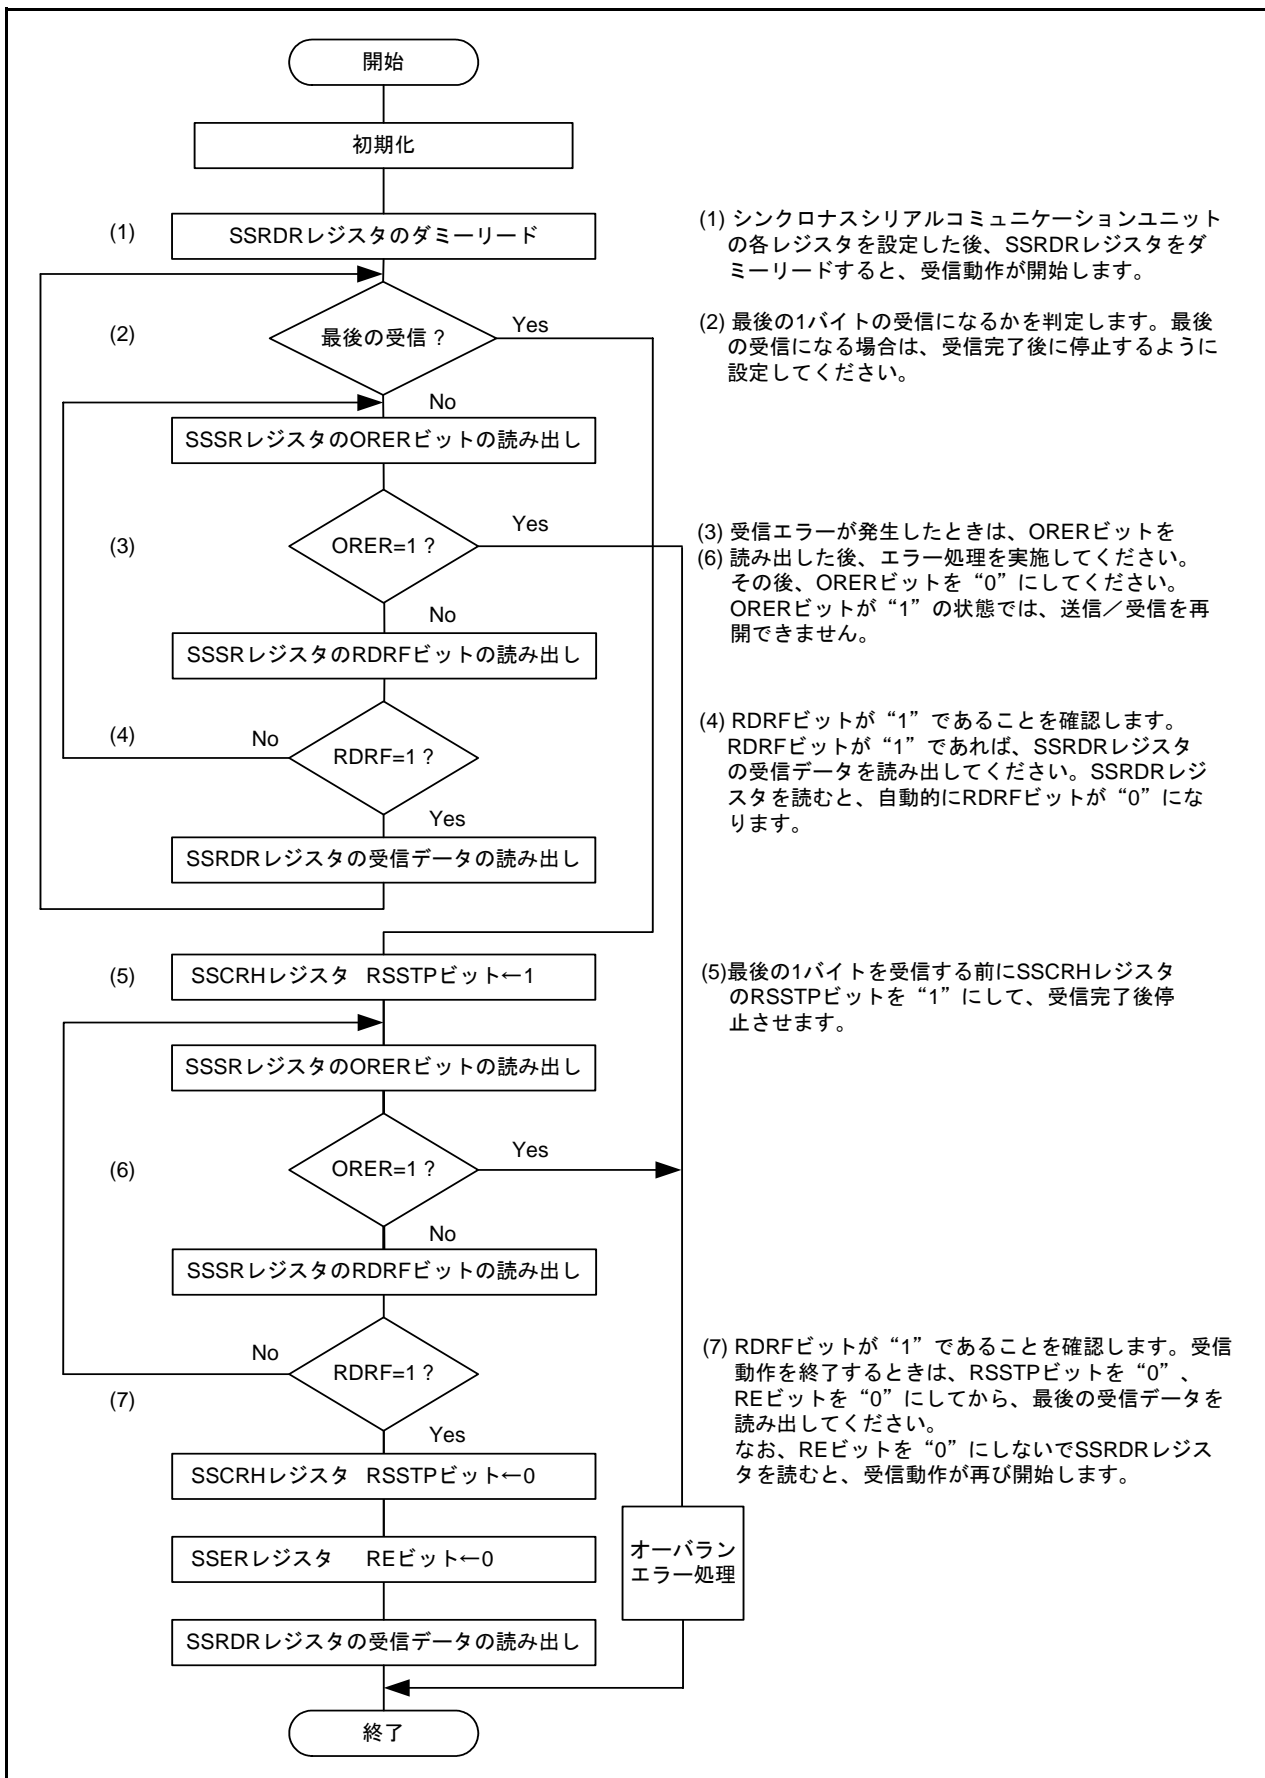 開始
初期化
(1)
SSRDRレジスタのダミーリード
(2)
最後の受信？
Yes
No
SSSRレジスタのORERビットの読み出し
(3)
ORER=1？
Yes
No
SSSRレジスタのRDRFビットの読み出し
(4)
No
RDRF=1？
Yes
SSRDRレジスタの受信データの読み出し
(5)
SSCRHレジスタ RSSTPビット←1
SSSRレジスタのORERビットの読み出し
(6)
ORER=1？
Yes
No
SSSRレジスタのRDRFビットの読み出し
No
RDRF=1？
(7)
Yes
SSCRHレジスタ RSSTPビット←0
SSERレジスタ REビット←0
SSRDRレジスタの受信データの読み出し
オーバラン
エラー処理
終了
(1) シンクロナスシリアルコミュニケーションユニット
の各レジスタを設定した後、SSRDRレジスタをダ
ミーリードすると、受信動作が開始します。
(2) 最後の1バイトの受信になるかを判定します。最後
の受信になる場合は、受信完了後に停止するように
設定してください。
(3) 受信エラーが発生したときは、ORERビットを
(6) 読み出した後、エラー処理を実施してください。
その後、ORERビットを“0”にしてください。
ORERビットが“1”の状態では、送信／受信を再
開できません。
(4) RDRFビットが“1”であることを確認します。
RDRFビットが“1”であれば、SSRDRレジスタ
の受信データを読み出してください。SSRDRレジ
スタを読むと、自動的にRDRFビットが“0”にな
ります。
(5)最後の1バイトを受信する前にSSCRHレジスタ
のRSSTPビットを“1”にして、受信完了後停
止させます。
(7) RDRFビットが“1”であることを確認します。受信
動作を終了するときは、RSSTPビットを“0”、
REビットを“0”にしてから、最後の受信データを
読み出してください。
なお、REビットを“0”にしないでSSRDRレジス
タを読むと、受信動作が再び開始します。